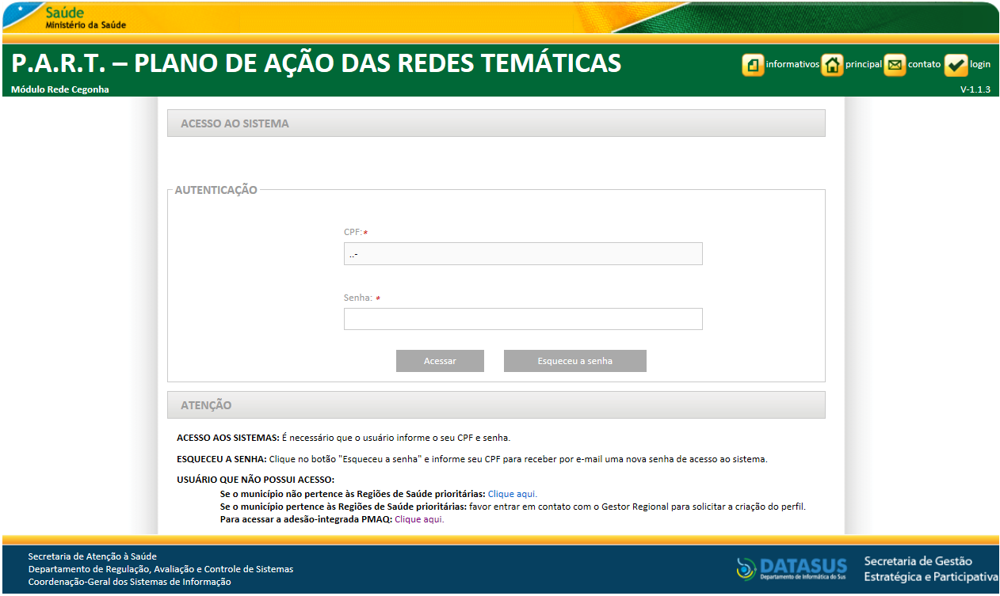 Saúde
Ministério da Saúde
P.A.R.T. – PLANO DE AÇÃO DAS REDES TEMÁTICAS
informativos principal contato login
Módulo Rede Cegonha
V-1.1.3
ACESSO AO SISTEMA
AUTENTICAÇÃO
CPF:*
..-
Senha: *
Acessar Esqueceu a senha
ATENÇÃO
ACESSO AOS SISTEMAS: É necessário que o usuário informe o seu CPF e senha.
ESQUECEU A SENHA: Clique no botão "Esqueceu a senha" e informe seu CPF para receber por e-mail uma nova senha de acesso ao sistema.
USUÁRIO QUE NÃO POSSUI ACESSO:
Se o município não pertence às Regiões de Saúde prioritárias: Clique aqui.
Se o município pertence às Regiões de Saúde prioritárias: favor entrar em contato com o Gestor Regional para solicitar a criação do perfil.
Para acessar a adesão-integrada PMAQ: Clique aqui.
Secretaria de Atenção à Saúde
Departamento de Regulação, Avaliação e Controle de Sistemas
Coordenação-Geral dos Sistemas de Informação
DATASUS
Departamento de Informática do Sus
Secretaria de Gestão
Estratégica e Participativa